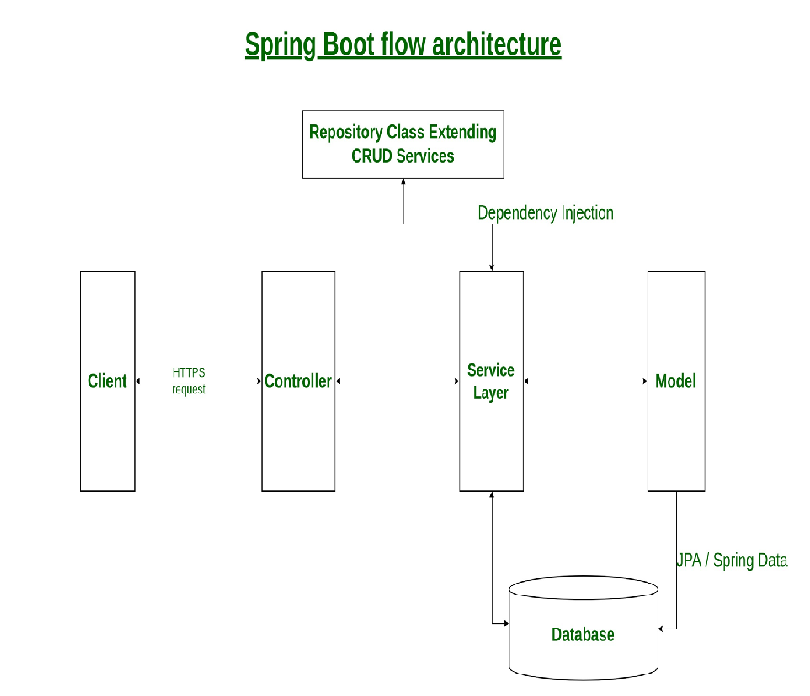 Spring Boot flow architecture
Repository Class Extending
CRUD Services
Dependency Injection
Client
HTTPS
request
Controller
Service
Layer
Model
JPA / Spring Data
Database